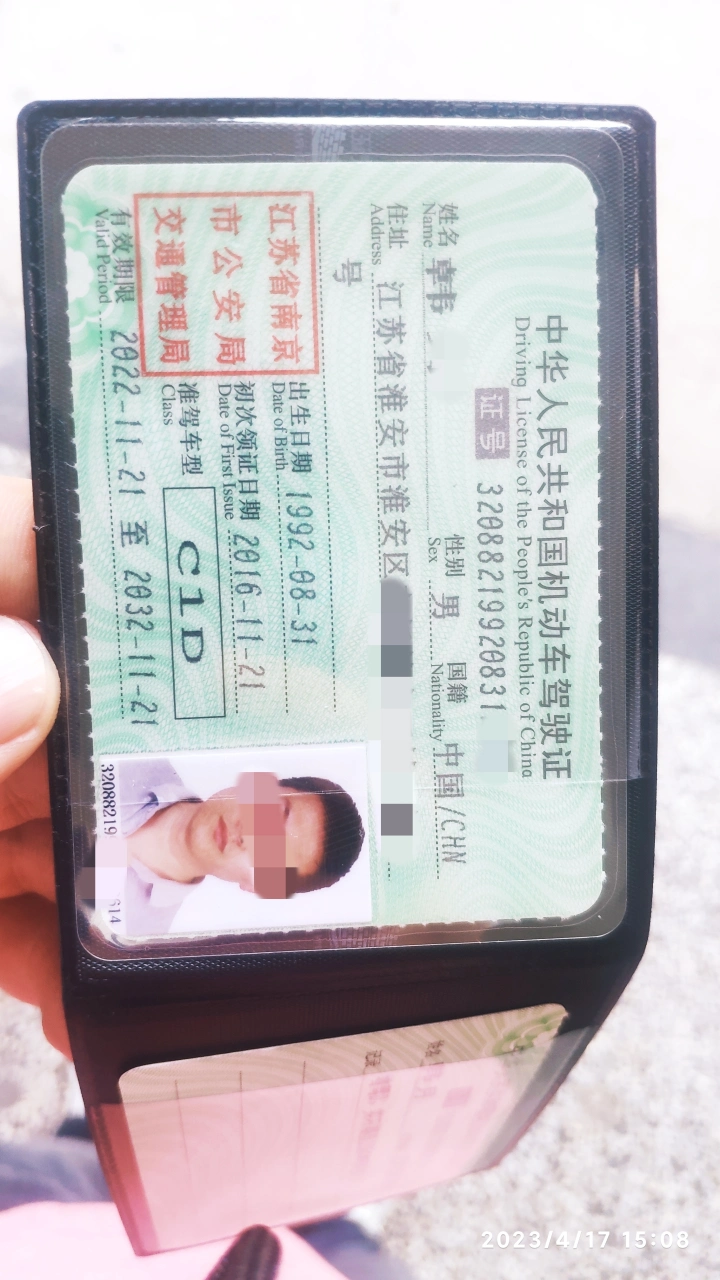 中华人民共和国机动车驾驶证
Driving License of the People's Republic of China
证号 32088219920831
姓名 性别 男 国籍 中国/CHN
Name Sex Nationality
住址 江苏省淮安市淮安区
Address
号
江苏省南京
市公安局
交通管理局
出生日期 1992-08-31
Date of Birth
初次领证日期 2016-11-21
Date of First Issue
准驾车型 C1D
Class
有效期限 2022-11-21 至 2032-11-21
Valid Period
32088219
2023/4/17 15:08